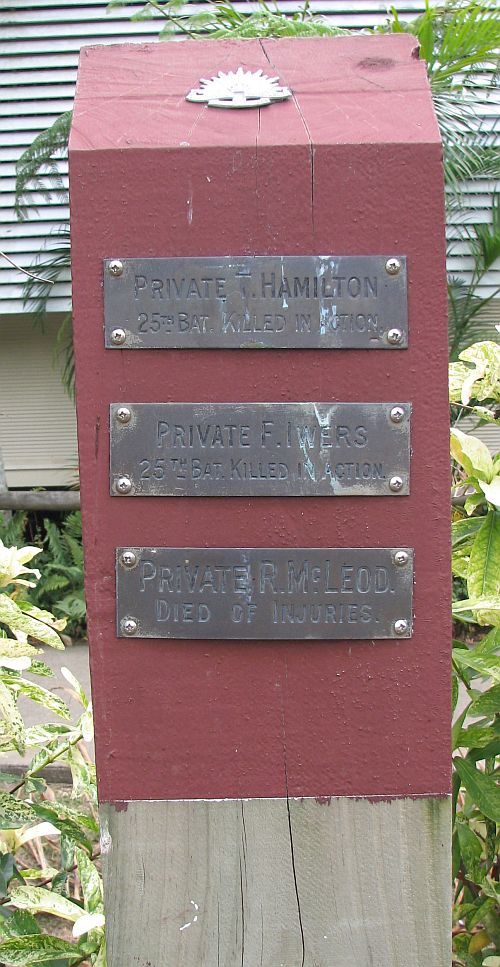 PRIVATE T. HAMILTON
25TH BAT. KILLED IN ACTION.
PRIVATE F. IWERS
25TH BAT. KILLED IN ACTION.
PRIVATE R. MCLEOD.
DIED OF INJURIES.